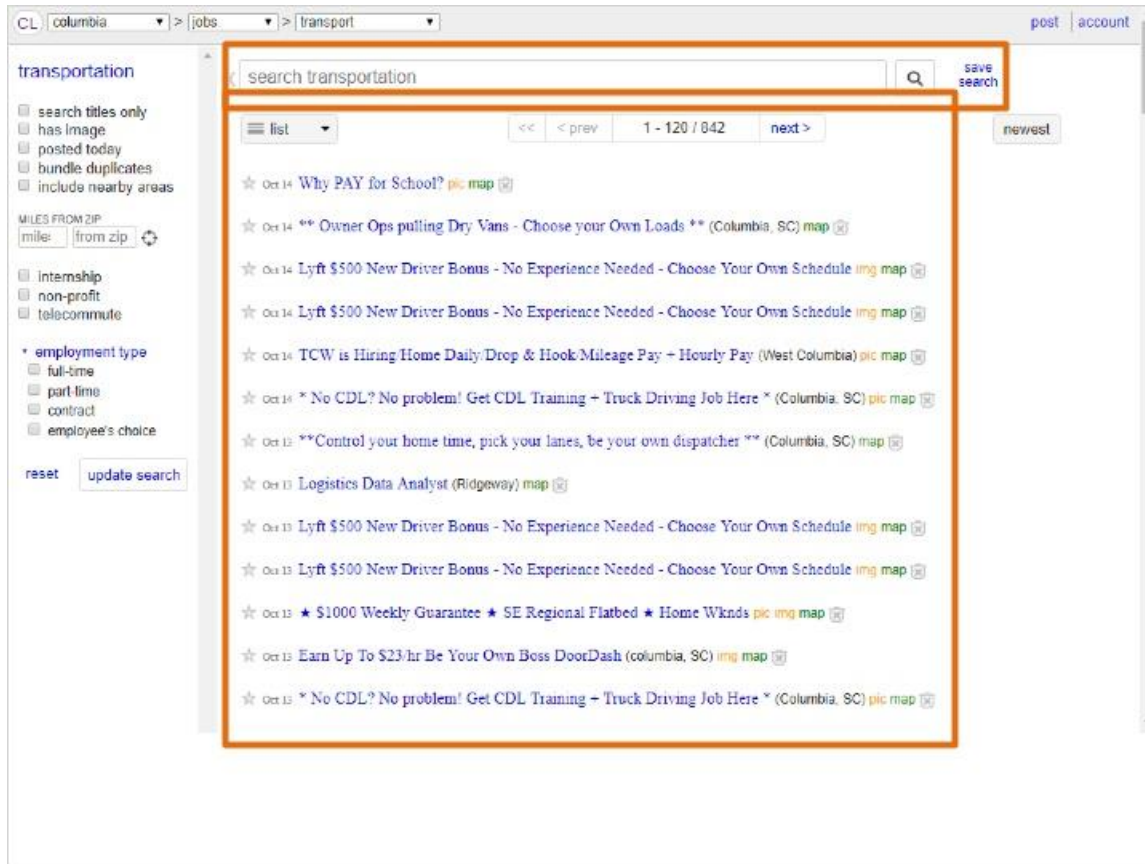 CL columbia > jobs > transport post account
transportation
search titles only
has image
posted today
bundle duplicates
include nearby areas
MILES FROM ZIP
mile from zip
internship
non-profit
telecommute
employment type
full-time
part-time
contract
employee's choice
reset update search
search transportation
save
search
list << < prev 1 - 120 / 842 next > newest
Oct 14 Why PAY for School? pic map
Oct 14 ** Owner Ops pulling Dry Vans - Choose your Own Loads ** (Columbia, SC) map
Oct 14 Lyft $500 New Driver Bonus - No Experience Needed - Choose Your Own Schedule img map
Oct 14 Lyft $500 New Driver Bonus - No Experience Needed - Choose Your Own Schedule img map
Oct 14 TCW is Hiring/Home Daily/Drop & Hook/Mileage Pay + Hourly Pay (West Columbia) pic map
Oct 14 * No CDL? No problem! Get CDL Training + Truck Driving Job Here * (Columbia, SC) pic map
Oct 13 **Control your home time, pick your lanes, be your own dispatcher ** (Columbia, SC) map
Oct 13 Logistics Data Analyst (Ridgeway) map
Oct 13 Lyft $500 New Driver Bonus - No Experience Needed - Choose Your Own Schedule img map
Oct 13 Lyft $500 New Driver Bonus - No Experience Needed - Choose Your Own Schedule img map
Oct 13 ★ $1000 Weekly Guarantee ★ SE Regional Flatbed ★ Home Wknds pic img map
Oct 13 Earn Up To $23/hr Be Your Own Boss DoorDash (columbia, SC) img map
Oct 13 * No CDL? No problem! Get CDL Training + Truck Driving Job Here * (Columbia, SC) pic map